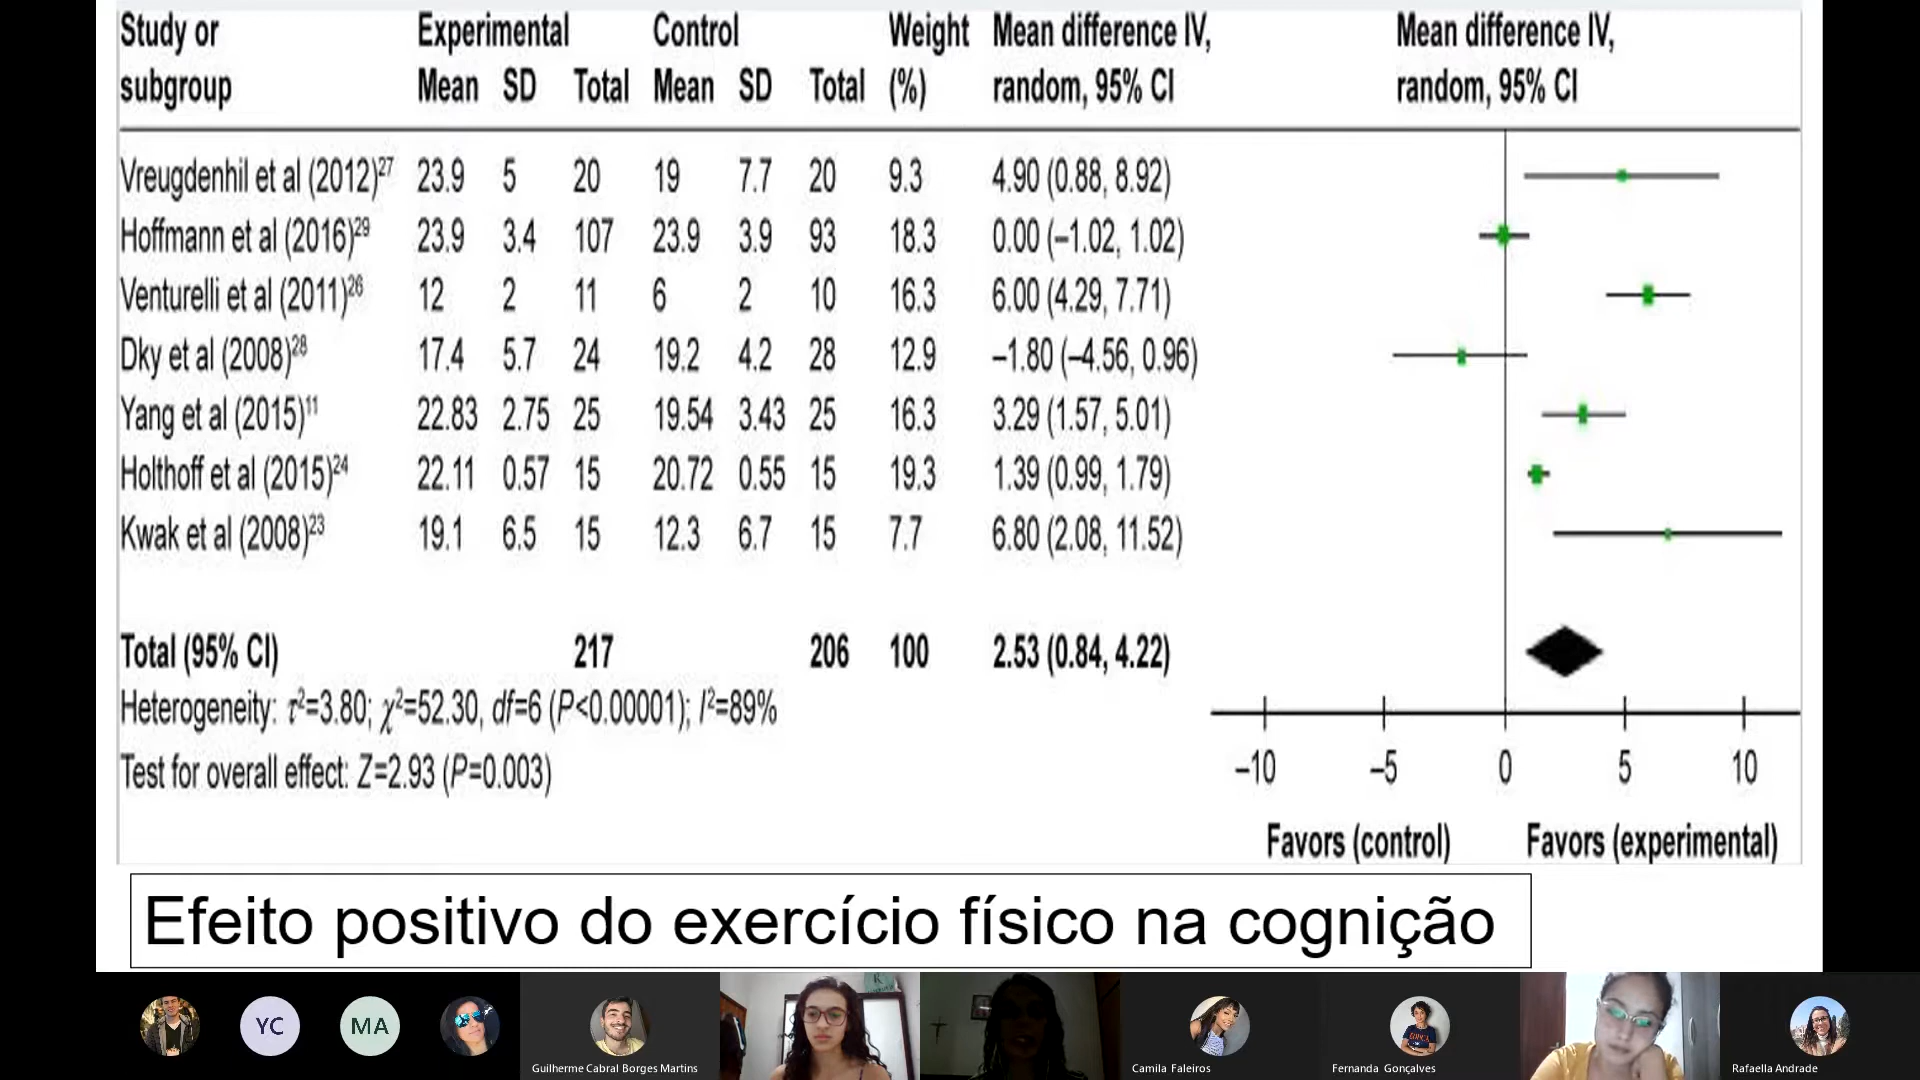 Study or Experimental Control Weight Mean difference IV, Mean difference IV,
subgroup Mean SD Total Mean SD Total (%) random, 95% CI random, 95% CI
Vreugdenhil et al (2012)²⁷ 23.9 5 20 19 7.7 20 9.3 4.90 (0.88, 8.92)
Hoffmann et al (2016)²⁹ 23.9 3.4 107 23.9 3.9 93 18.3 0.00 (–1.02, 1.02)
Venturelli et al (2011)²⁶ 12 2 11 6 2 10 16.3 6.00 (4.29, 7.71)
Dky et al (2008)²⁸ 17.4 5.7 24 19.2 4.2 28 12.9 –1.80 (–4.56, 0.96)
Yang et al (2015)¹¹ 22.83 2.75 25 19.54 3.43 25 16.3 3.29 (1.57, 5.01)
Holthoff et al (2015)²⁴ 22.11 0.57 15 20.72 0.55 15 19.3 1.39 (0.99, 1.79)
Kwak et al (2008)²³ 19.1 6.5 15 12.3 6.7 15 7.7 6.80 (2.08, 11.52)
Total (95% CI) 217 206 100 2.53 (0.84, 4.22)
Heterogeneity: τ²=3.80; χ²=52.30, df=6 (P<0.00001); I²=89%
Test for overall effect: Z=2.93 (P=0.003)
–10 –5 0 5 10
Favors (control) Favors (experimental)
Efeito positivo do exercício físico na cognição
YC MA
Guilherme Cabral Borges Martins Camila Faleiros Fernanda Gonçalves Rafaella Andrade